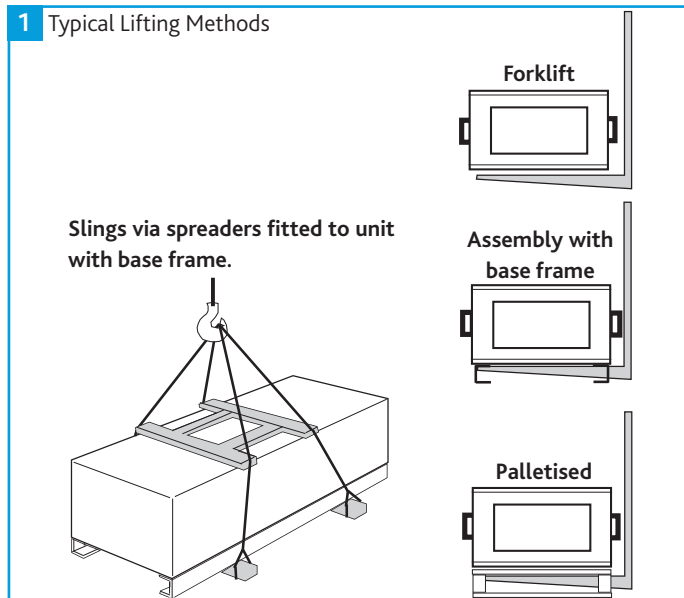 1 Typical Lifting Methods
Forklift
Slings via spreaders fitted to unit
with base frame.
Assembly with
base frame
Palletised